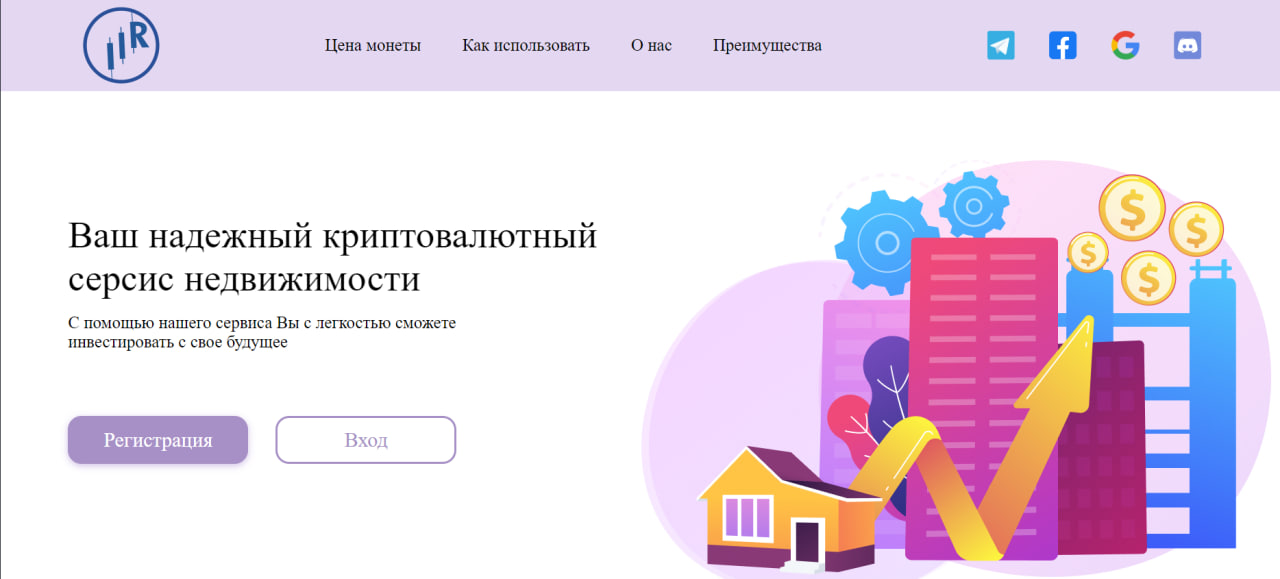 R
Цена монеты
Как использовать
О нас
Преимущества
Ваш надежный криптовалютный
серсис недвижимости
С помощью нашего сервиса Вы с легкостью сможете
инвестировать с свое будущее
Регистрация
Вход
$
$
$
$